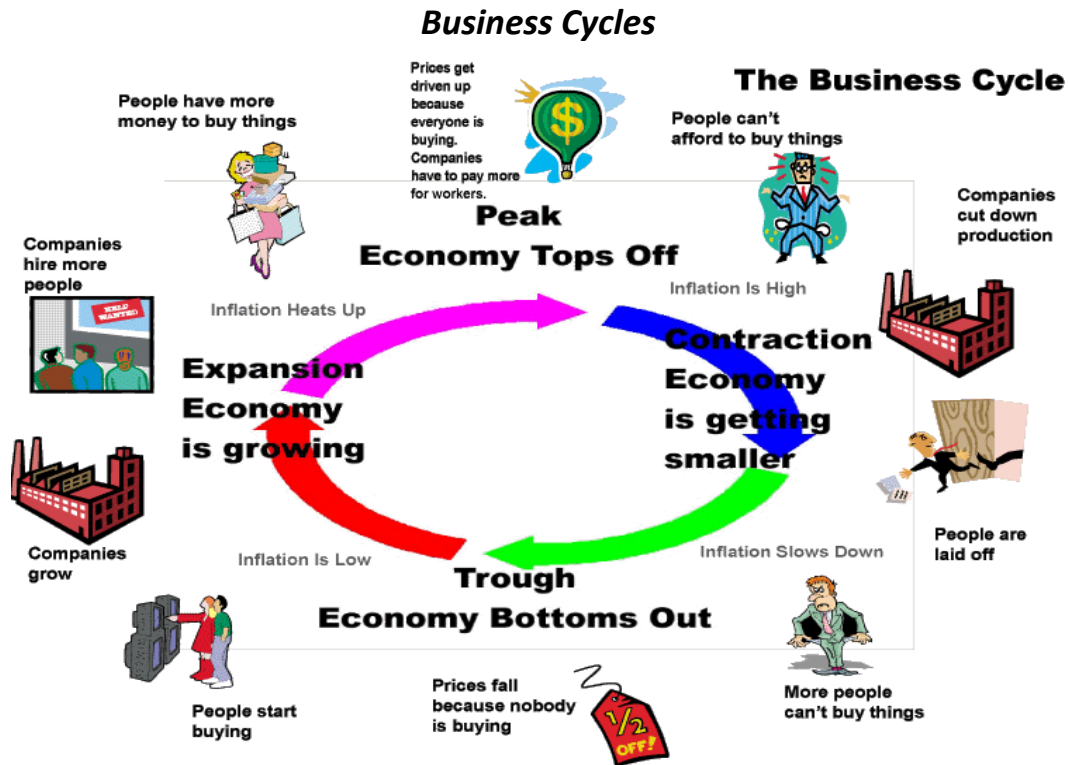 Business Cycles
The Business Cycle
Prices get
driven up
because
everyone is
buying.
Companies
have to pay more
for workers.
People have more
money to buy things
People can't
afford to buy things
Companies
cut down
production
Peak
Economy Tops Off
Companies
hire more
people
HELP
WANTED
Inflation Heats Up
Inflation Is High
Expansion
Economy
is growing
Contraction
Economy
is getting
smaller
Companies
grow
People are
laid off
Inflation Is Low
Inflation Slows Down
Trough
Economy Bottoms Out
People start
buying
Prices fall
because nobody
is buying
1/2
OFF!
More people
can't buy things
$